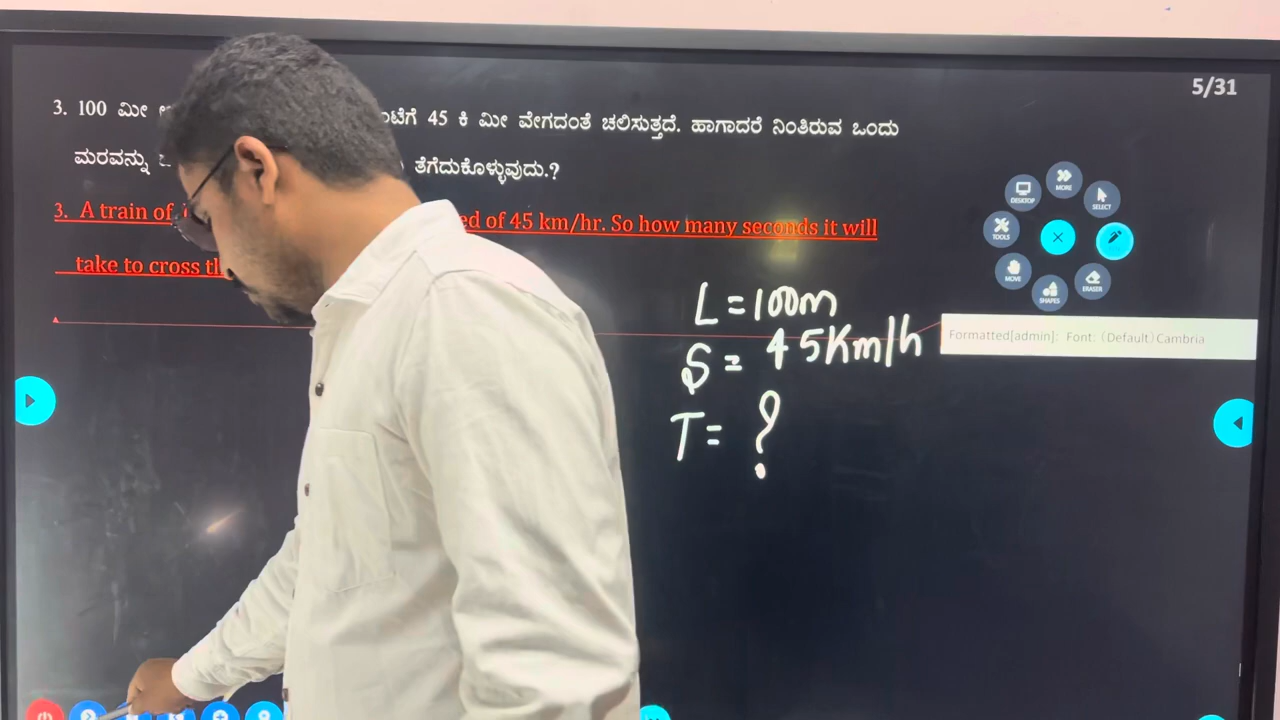 5/31
3. 100 ಮೀ 45 ಕಿ ಮೀ ವೇಗದಂತೆ ಚಲಿಸುತ್ತದೆ. ಹಾಗಾದರೆ ನಿಂತಿರುವ ಒಂದು
ಮರವನ್ನು ತೆಗೆದುಕೊಳ್ಳುವುದು.?
3. A train of of 45 km/hr. So how many seconds it will
take to cross
L = 100m
S = 45Km/h
T = ?
MORE
DESKTOP
SELECT
TOOLS
MOVE
SHAPES
ERASER
Formatted[admin]: Font: (Default) Cambria